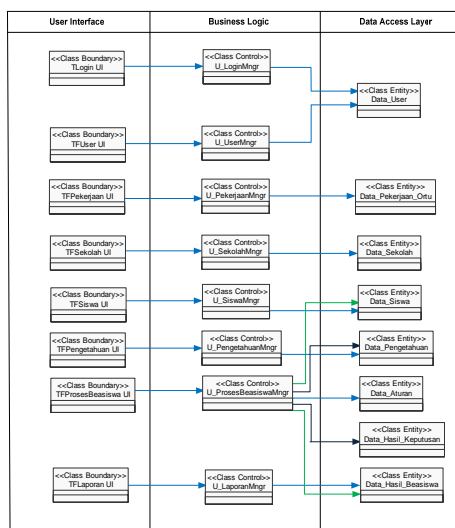 User Interface
Business Logic
Data Access Layer
<<Class Boundary>>
TLogin UI
<<Class Control>>
U_LoginMngr
<<Class Entity>>
Data_User
<<Class Boundary>>
TFUser UI
<<Class Control>>
U_UserMngr
<<Class Boundary>>
TFPekerjaan UI
<<Class Control>>
U_PekerjaanMngr
<<Class Entity>>
Data_Pekerjaan_Ortu
<<Class Boundary>>
TFSekolah UI
<<Class Control>>
U_SekolahMngr
<<Class Entity>>
Data_Sekolah
<<Class Boundary>>
TFSiswa UI
<<Class Control>>
U_SiswaMngr
<<Class Entity>>
Data_Siswa
<<Class Boundary>>
TFPengetahuan UI
<<Class Control>>
U_PengetahuanMngr
<<Class Entity>>
Data_Pengetahuan
<<Class Boundary>>
TFProsesBeasiswa UI
<<Class Control>>
U_ProsesBeasiswaMngr
<<Class Entity>>
Data_Aturan
<<Class Entity>>
Data_Hasil_Keputusan
<<Class Boundary>>
TFLaporan UI
<<Class Control>>
U_LaporanMngr
<<Class Entity>>
Data_Hasil_Beasiswa